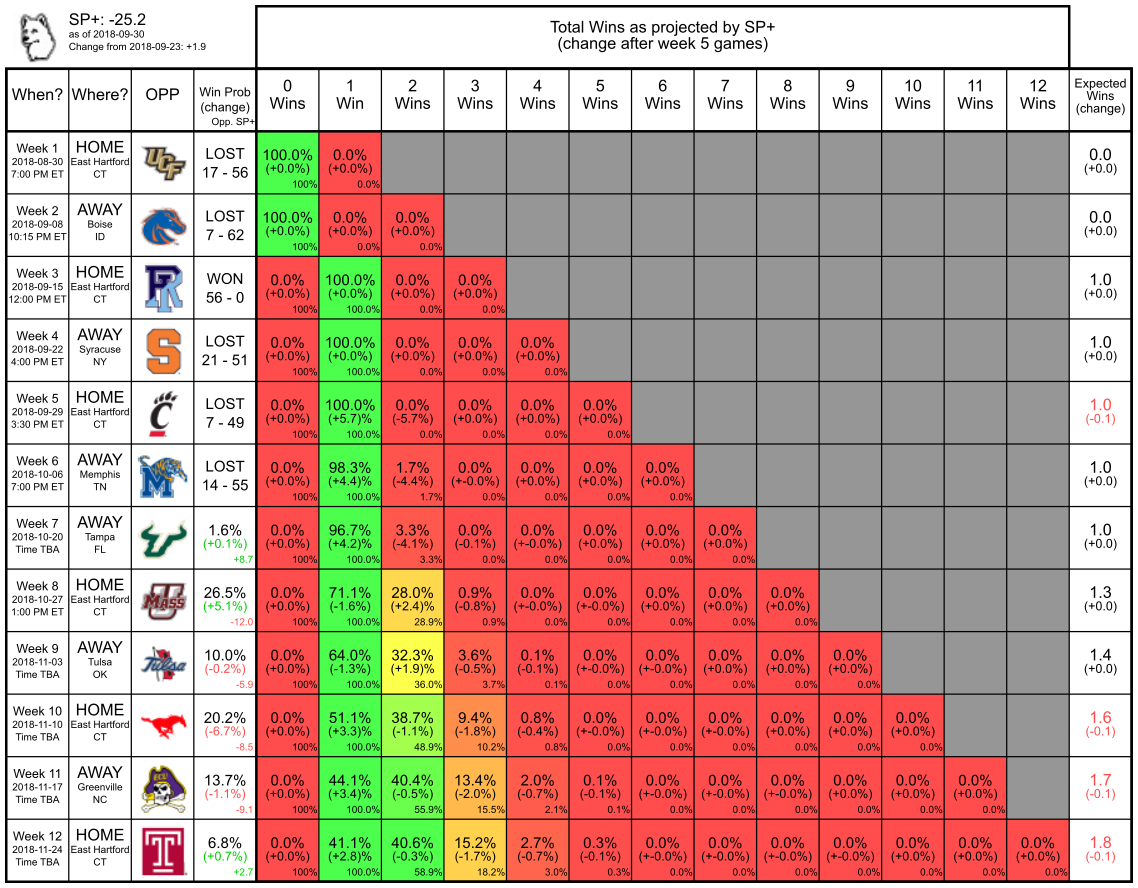 SP+: -25.2
as of 2018-09-30
Change from 2018-09-23: +1.9
Total Wins as projected by SP+
(change after week 5 games)
When? Where? OPP Win Prob (change) Opp. SP+ 0 Wins 1 Win 2 Wins 3 Wins 4 Wins 5 Wins 6 Wins 7 Wins 8 Wins 9 Wins 10 Wins 11 Wins 12 Wins Expected Wins (change)
Week 1 HOME UCF LOST 100.0% 0.0% 0.0
2018-08-30 East Hartford 17 - 56 (+0.0%) (+0.0%) (+0.0)
7:00 PM ET CT 100% 0.0%
Week 2 AWAY LOST 100.0% 0.0% 0.0% 0.0
2018-09-08 Boise 7 - 62 (+0.0%) (+0.0%) (+0.0%) (+0.0)
10:15 PM ET ID 100% 0.0% 0.0%
Week 3 HOME WON 0.0% 100.0% 0.0% 0.0% 1.0
2018-09-15 East Hartford 56 - 0 (+0.0%) (+0.0%) (+0.0%) (+0.0%) (+0.0)
12:00 PM ET CT 100% 100.0% 0.0% 0.0%
Week 4 AWAY S LOST 0.0% 100.0% 0.0% 0.0% 0.0% 1.0
2018-09-22 Syracuse 21 - 51 (+0.0%) (+0.0%) (+0.0%) (+0.0%) (+0.0%) (+0.0)
4:00 PM ET NY 100% 100.0% 0.0% 0.0% 0.0%
Week 5 HOME C LOST 0.0% 100.0% 0.0% 0.0% 0.0% 0.0% 1.0
2018-09-29 East Hartford 7 - 49 (+0.0%) (+5.7)% (-5.7%) (+0.0%) (+0.0%) (+0.0%) (-0.1)
3:30 PM ET CT 100% 100.0% 0.0% 0.0% 0.0% 0.0%
Week 6 AWAY M LOST 0.0% 98.3% 1.7% 0.0% 0.0% 0.0% 0.0% 1.0
2018-10-06 Memphis 14 - 55 (+0.0%) (+4.4)% (-4.4%) (+-0.0%) (+0.0%) (+0.0%) (+0.0%) (+0.0)
7:00 PM ET TN 100% 100.0% 1.7% 0.0% 0.0% 0.0% 0.0%
Week 7 AWAY 1.6% 0.0% 96.7% 3.3% 0.0% 0.0% 0.0% 0.0% 0.0% 1.0
2018-10-20 Tampa (+0.1%) (+0.0%) (+4.2)% (-4.1%) (-0.1%) (+0.0%) (+0.0%) (+0.0%) (+0.0%) (+0.0)
Time TBA FL +8.7 100% 100.0% 3.3% 0.0% 0.0% 0.0% 0.0% 0.0%
Week 8 HOME MASS 26.5% 0.0% 71.1% 28.0% 0.9% 0.0% 0.0% 0.0% 0.0% 0.0% 1.3
2018-10-27 East Hartford (+5.1%) (+0.0%) (-1.6%) (+2.4)% (-0.8%) (+-0.0%) (+-0.0%) (+0.0%) (+0.0%) (+0.0%) (+0.0)
1:00 PM ET CT -12.0 100% 100.0% 28.9% 0.9% 0.0% 0.0% 0.0% 0.0% 0.0%
Week 9 AWAY Tulsa 10.0% 0.0% 64.0% 32.3% 3.6% 0.1% 0.0% 0.0% 0.0% 0.0% 0.0% 1.4
2018-11-03 Tulsa (-0.2%) (+0.0%) (-1.3%) (+1.9)% (-0.5%) (-0.1%) (+-0.0%) (+-0.0%) (+0.0%) (+0.0%) (+0.0%) (+0.0)
Time TBA OK -5.9 100% 100.0% 36.0% 3.7% 0.1% 0.0% 0.0% 0.0% 0.0% 0.0%
Week 10 HOME 20.2% 0.0% 51.1% 38.7% 9.4% 0.8% 0.0% 0.0% 0.0% 0.0% 0.0% 0.0% 1.6
2018-11-10 East Hartford (-6.7%) (+0.0%) (+3.3)% (-1.1%) (-1.8%) (-0.4%) (+-0.0%) (+-0.0%) (+-0.0%) (+0.0%) (+0.0%) (+0.0%) (-0.1)
Time TBA CT -8.5 100% 100.0% 48.9% 10.2% 0.8% 0.0% 0.0% 0.0% 0.0% 0.0% 0.0%
Week 11 AWAY ECU 13.7% 0.0% 44.1% 40.4% 13.4% 2.0% 0.1% 0.0% 0.0% 0.0% 0.0% 0.0% 0.0% 1.7
2018-11-17 Greenville (-1.1%) (+0.0%) (+3.4)% (-0.5%) (-2.0%) (-0.7%) (-0.1%) (+-0.0%) (+-0.0%) (+-0.0%) (+0.0%) (+0.0%) (+0.0%) (-0.1)
Time TBA NC -9.1 100% 100.0% 55.9% 15.5% 2.1% 0.1% 0.0% 0.0% 0.0% 0.0% 0.0% 0.0%
Week 12 HOME T 6.8% 0.0% 41.1% 40.6% 15.2% 2.7% 0.3% 0.0% 0.0% 0.0% 0.0% 0.0% 0.0% 0.0% 1.8
2018-11-24 East Hartford (+0.7%) (+0.0%) (+2.8)% (-0.3%) (-1.7%) (-0.7%) (-0.1%) (+-0.0%) (+-0.0%) (+-0.0%) (+-0.0%) (+0.0%) (+0.0%) (+0.0%) (-0.1)
Time TBA CT +2.7 100% 100.0% 58.9% 18.2% 3.0% 0.3% 0.0% 0.0% 0.0% 0.0% 0.0% 0.0% 0.0%